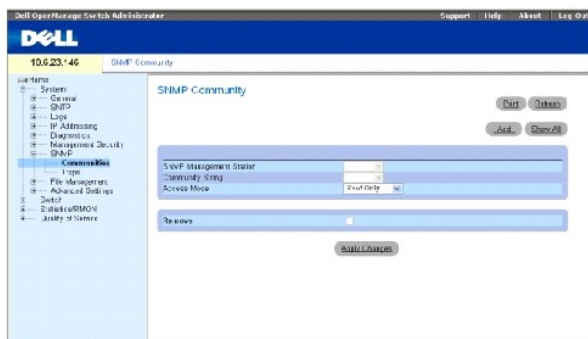 Dell OpenManage Switch Administrator
Support Help About Log Out
DELL
10.6.23.146
SNMP Community
Home
System
General
SNTP
Logs
IP Addressing
Diagnostics
Management Security
SNMP
Communities
Traps
File Management
Advanced Settings
Switch
Statistics/RMON
Quality of Service
SNMP Community
Print Refresh
Add Show All
SNMP Management Station
Community String
Access Mode Read Only
Remove
Apply Changes